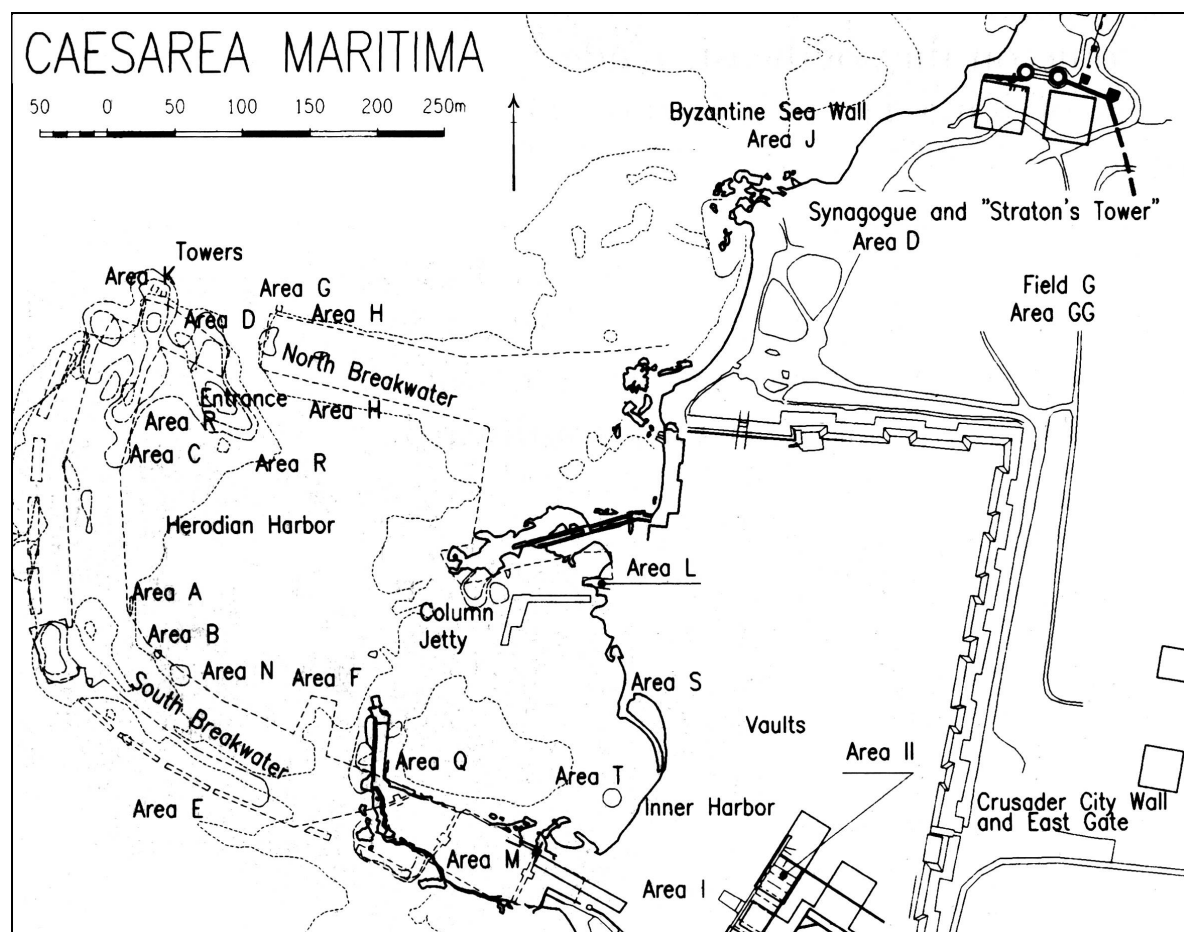 CAESAREA MARITIMA
50 0 50 100 150 200 250m
Byzantine Sea Wall
Area J
Synagogue and "Straton's Tower"
Area D
Towers
Area K
Area G
Area H
Area D
Field G
Area GG
North Breakwater
Entrance
Area H
Area R
Area C
Area R
Herodian Harbor
Area L
Area A
Column
Jetty
Area B
Area N
Area F
Area S
South Breakwater
Vaults
Area II
Area Q
Area T
Inner Harbor
Area E
Crusader City Wall
and East Gate
Area M
Area I